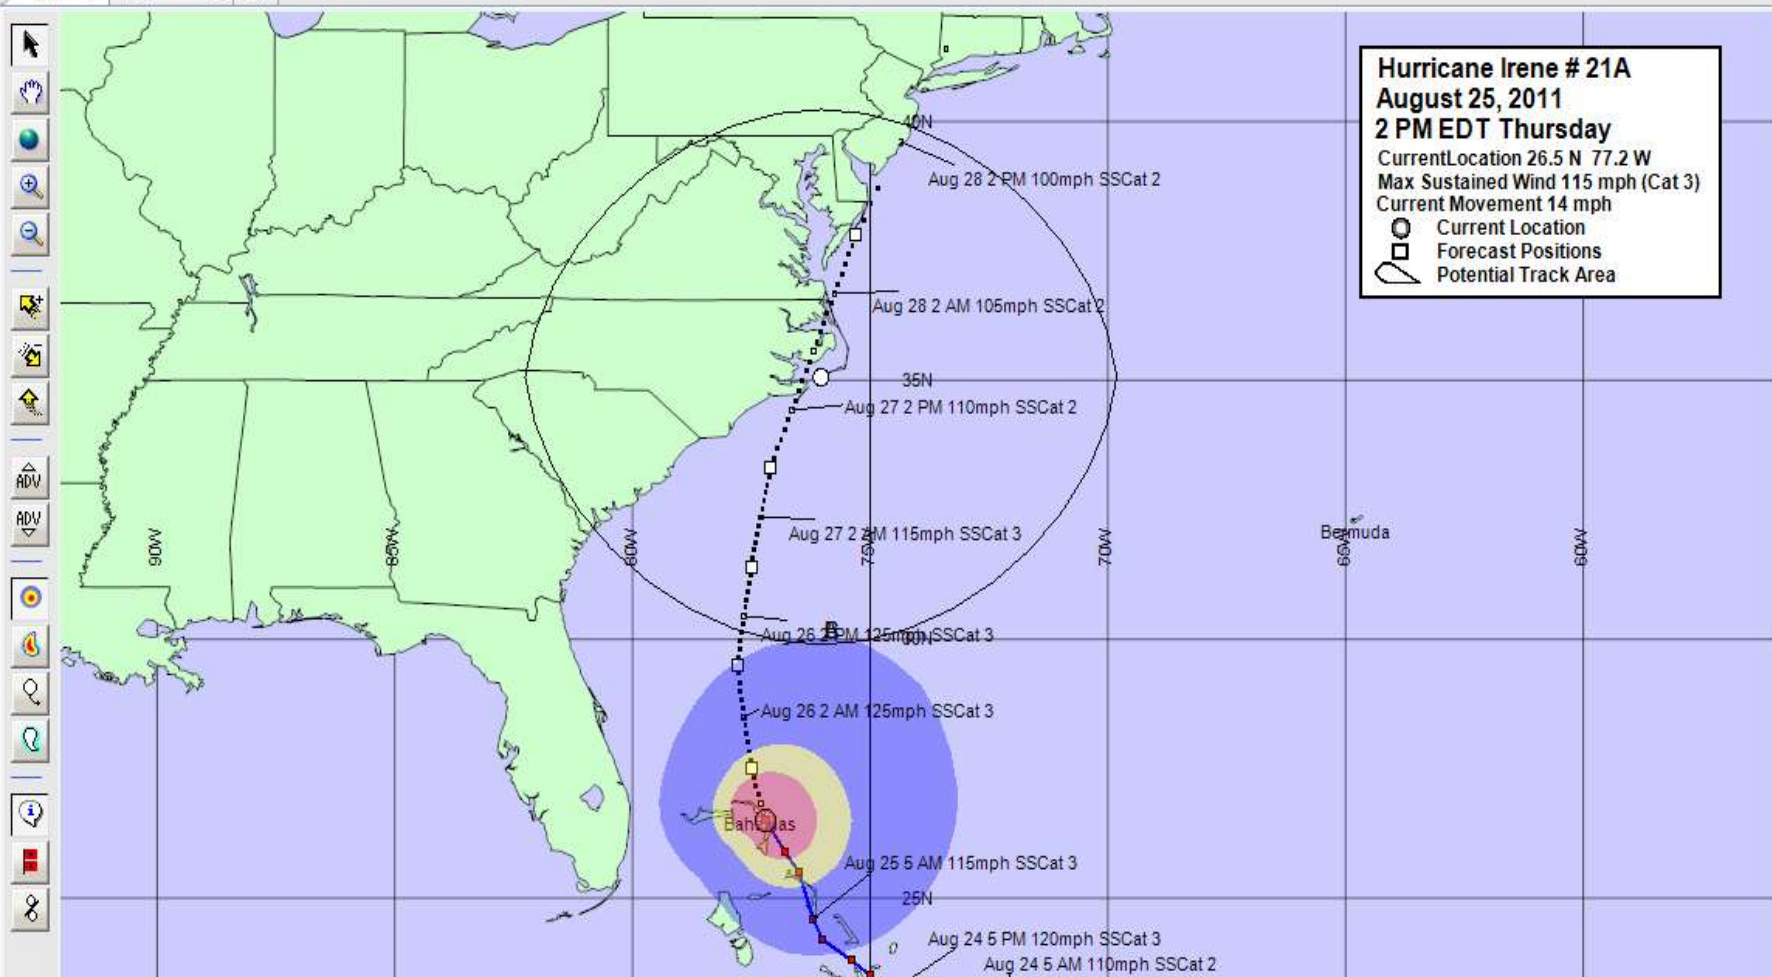 Hurricane Irene # 21A
August 25, 2011
2 PM EDT Thursday
CurrentLocation 26.5 N 77.2 W
Max Sustained Wind 115 mph (Cat 3)
Current Movement 14 mph
Current Location
Forecast Positions
Potential Track Area
40N
Aug 28 2 PM 100mph SSCat 2
Aug 28 2 AM 105mph SSCat 2
35N
Aug 27 2 PM 110mph SSCat 2
ADV
ADV
Aug 27 2 AM 115mph SSCat 3
Bermuda
90W
85W
80W
75W
70W
65W
60W
Aug 26 2 PM 125mph SSCat 3
30N
Aug 26 2 AM 125mph SSCat 3
Bahamas
Aug 25 5 AM 115mph SSCat 3
25N
Aug 24 5 PM 120mph SSCat 3
Aug 24 5 AM 110mph SSCat 2